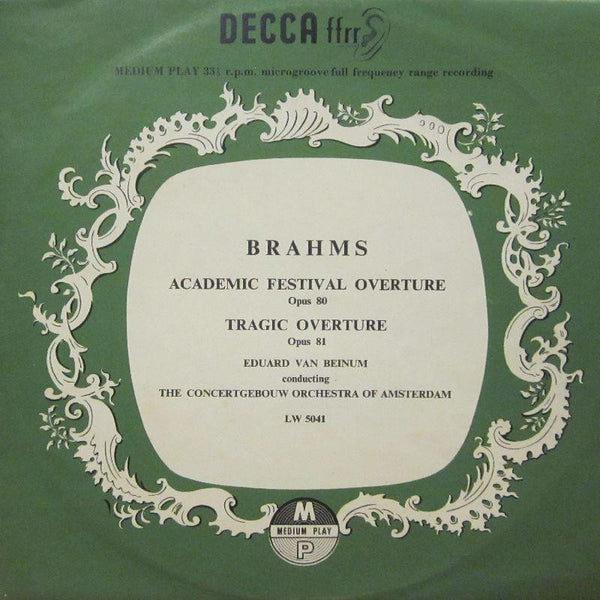 DECCA ffrr
MEDIUM PLAY 33⅓ r.p.m. microgroove full frequency range recording
BRAHMS
ACADEMIC FESTIVAL OVERTURE
Opus 80
TRAGIC OVERTURE
Opus 81
EDUARD VAN BEINUM
conducting
THE CONCERTGEBOUW ORCHESTRA OF AMSTERDAM
LW 5041
M
MEDIUM PLAY
P